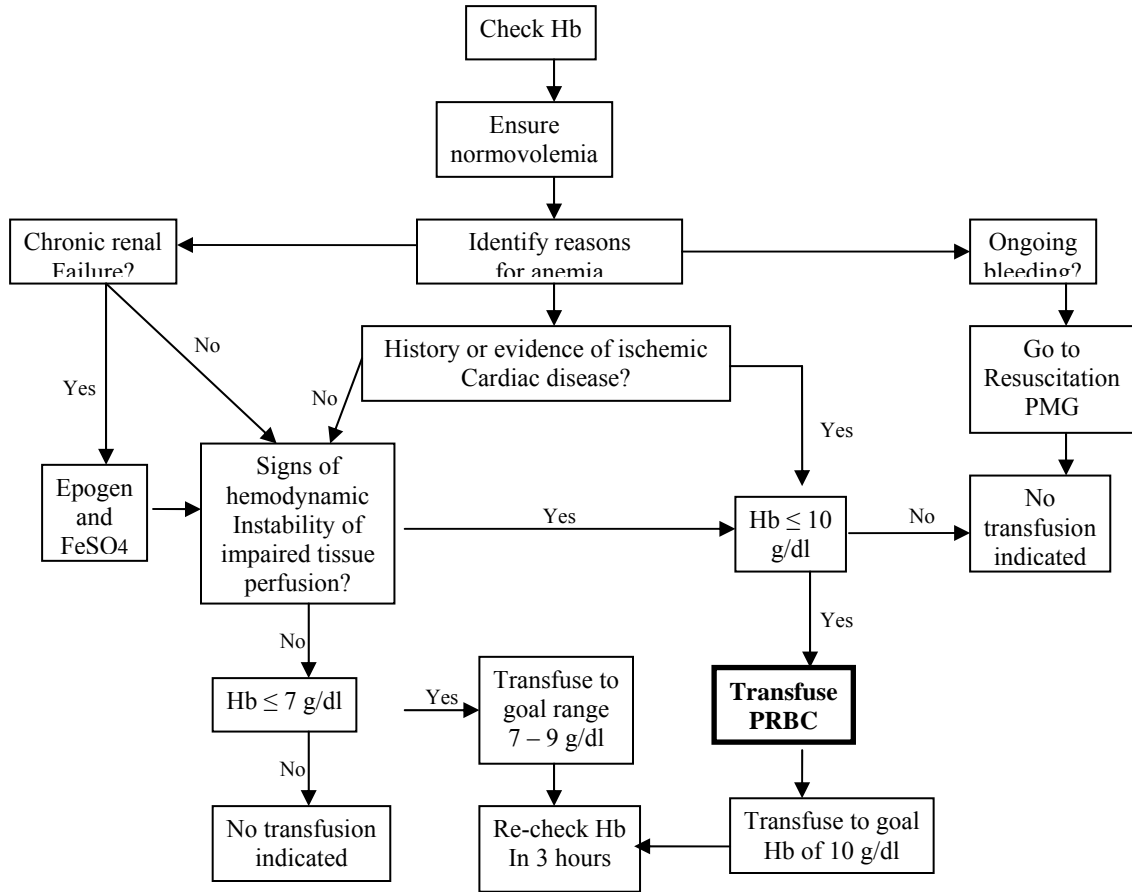 Check Hb
Ensure
normovolemia
Chronic renal
Failure?
Identify reasons
for anemia
Ongoing
bleeding?
No
History or evidence of ischemic
Cardiac disease?
Go to
Resuscitation
PMG
Yes
No
Yes
Epogen
and
FeSO4
Signs of
hemodynamic
Instability of
impaired tissue
perfusion?
Yes
Hb ≤ 10
g/dl
No
No
transfusion
indicated
No
Yes
Hb ≤ 7 g/dl
Yes
Transfuse to
goal range
7 – 9 g/dl
Transfuse
PRBC
No
No transfusion
indicated
Re-check Hb
In 3 hours
Transfuse to goal
Hb of 10 g/dl